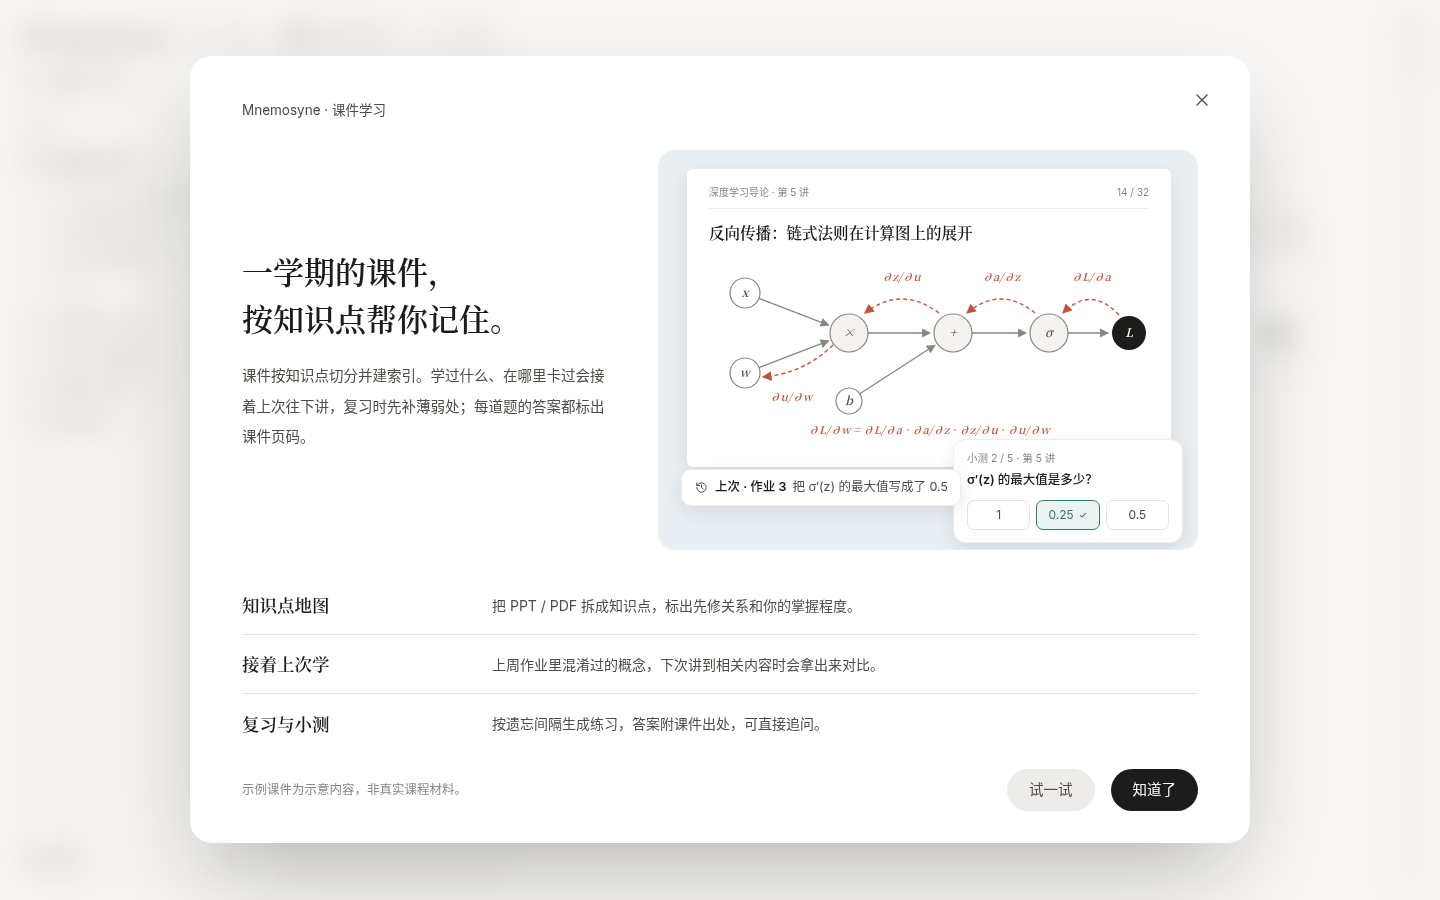 Mnemosyne · 课件学习
一学期的课件，
按知识点帮你记住。
课件按知识点切分并建索引。学过什么、在哪里卡过会接
着上次往下讲，复习时先补薄弱处；每道题的答案都标出
课件页码。
深度学习导论 · 第 5 讲
14 / 32
反向传播：链式法则在计算图上的展开
∂z/∂u
∂a/∂z
∂L/∂a
x
×
+
σ
L
w
∂u/∂w
b
∂L/∂w = ∂L/∂a · ∂a/∂z · ∂z/∂u · ∂u/∂w
上次 · 作业 3 把 σ′(z) 的最大值写成了 0.5
小测 2 / 5 · 第 5 讲
σ′(z) 的最大值是多少？
1
0.25 ✓
0.5
知识点地图
把 PPT / PDF 拆成知识点，标出先修关系和你的掌握程度。
接着上次学
上周作业里混淆过的概念，下次讲到相关内容时会拿出来对比。
复习与小测
按遗忘间隔生成练习，答案附课件出处，可直接追问。
示例课件为示意内容，非真实课程材料。
试一试
知道了